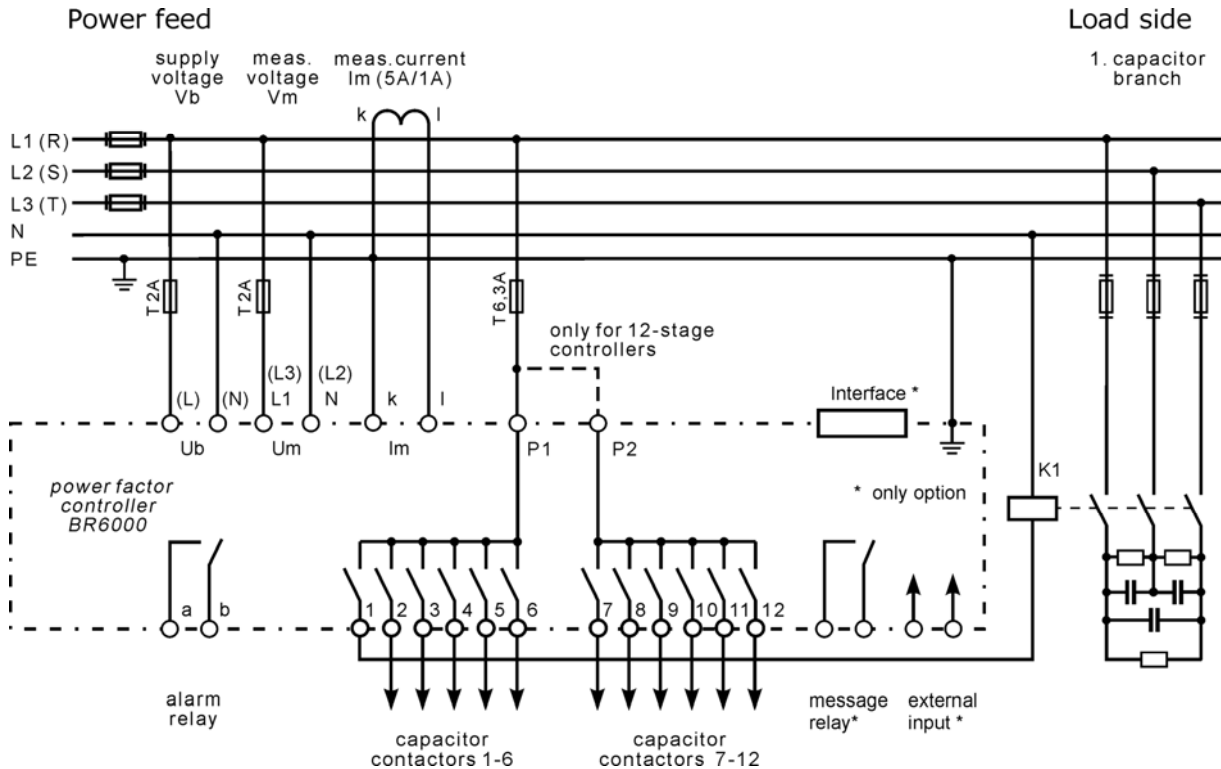 Power feed
Load side
supply
voltage
Vb
meas.
voltage
Vm
meas.current
Im (5A/1A)
1. capacitor
branch
k
l
L1 (R)
L2 (S)
L3 (T)
N
PE
T 2A
T 2A
T 6,3A
only for 12-stage
controllers
(L)
(N)
(L3)
L1
(L2)
N
k
l
Interface *
Ub
Um
Im
P1
P2
K1
power factor
controller
BR6000
* only option
a
b
1
2
3
4
5
6
7
8
9
10
11
12
alarm
relay
capacitor
contactors 1-6
capacitor
contactors 7-12
message
relay*
external
input *